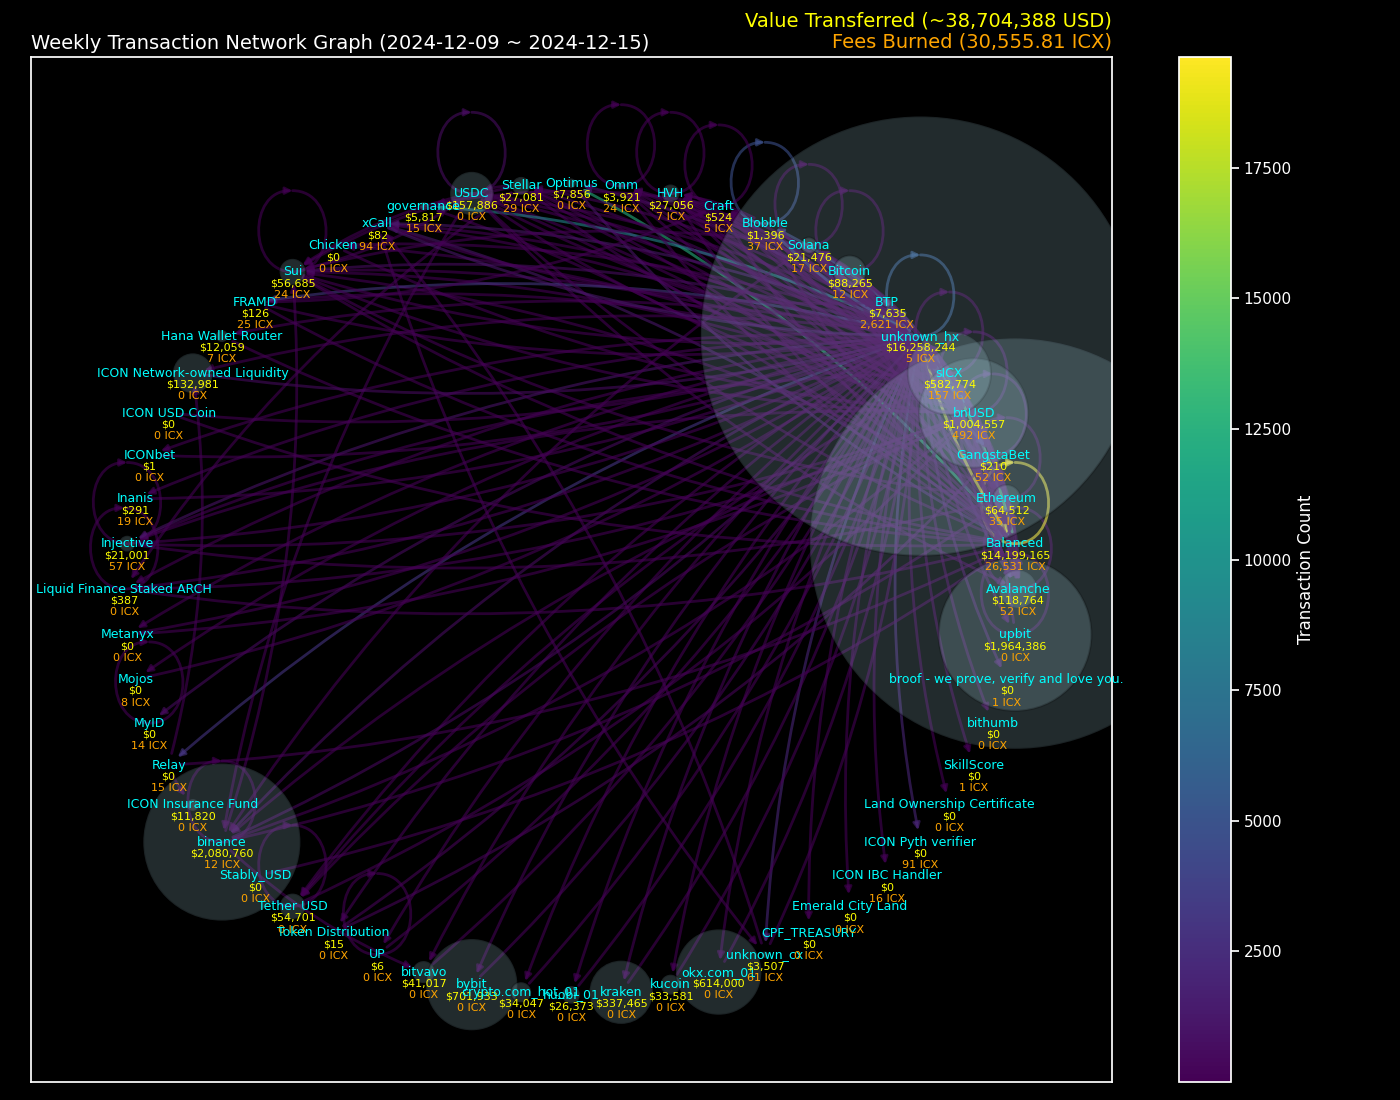 Value Transferred (~38,704,388 USD)
Weekly Transaction Network Graph (2024-12-09 ~ 2024-12-15)
Fees Burned (30,555.81 ICX)
Optimus
$7,856
0 ICX
Stellar
$27,081
29 ICX
Omm
$3,921
24 ICX
USDC
$157,886
0 ICX
HVH
$27,056
7 ICX
governance
$5,817
15 ICX
Craft
$524
5 ICX
xCall
$82
94 ICX
Blobble
$1,396
37 ICX
Chicken
$0
0 ICX
Solana
$21,476
17 ICX
Sui
$56,685
24 ICX
Bitcoin
$88,265
12 ICX
FRAMD
$126
25 ICX
BTP
$7,635
2,621 ICX
Hana Wallet Router
$12,059
7 ICX
unknown_hx
$16,258,244
5 ICX
ICON Network-owned Liquidity
$132,981
0 ICX
sICX
$582,774
157 ICX
ICON USD Coin
$0
0 ICX
bnUSD
$1,004,557
492 ICX
ICONbet
$1
0 ICX
GangstaBet
$210
52 ICX
Inanis
$291
19 ICX
Ethereum
$64,512
35 ICX
Injective
$21,001
57 ICX
Balanced
$14,199,165
26,531 ICX
Liquid Finance Staked ARCH
$387
0 ICX
Avalanche
$118,764
52 ICX
Metanyx
$0
0 ICX
upbit
$1,964,386
0 ICX
Mojos
$0
8 ICX
broof - we prove, verify and love you.
$0
1 ICX
MyID
$0
14 ICX
bithumb
$0
0 ICX
Relay
$0
15 ICX
SkillScore
$0
1 ICX
ICON Insurance Fund
$11,820
0 ICX
Land Ownership Certificate
$0
0 ICX
binance
$2,080,760
12 ICX
ICON Pyth verifier
$0
91 ICX
Stably_USD
$0
0 ICX
ICON IBC Handler
$0
16 ICX
Tether USD
$54,701
0 ICX
Emerald City Land
$0
0 ICX
Token Distribution
$15
0 ICX
CPF_TREASURY
$0
0 ICX
UP
$6
0 ICX
unknown_cx
$3,507
61 ICX
bitvavo
$41,017
0 ICX
okx.com_01
$614,000
0 ICX
bybit
$701,933
0 ICX
kucoin
$33,581
0 ICX
crypto.com_hot_01
$34,047
0 ICX
huobi_01
$26,373
0 ICX
kraken
$337,465
0 ICX
17500
15000
12500
10000
7500
5000
2500
Transaction Count